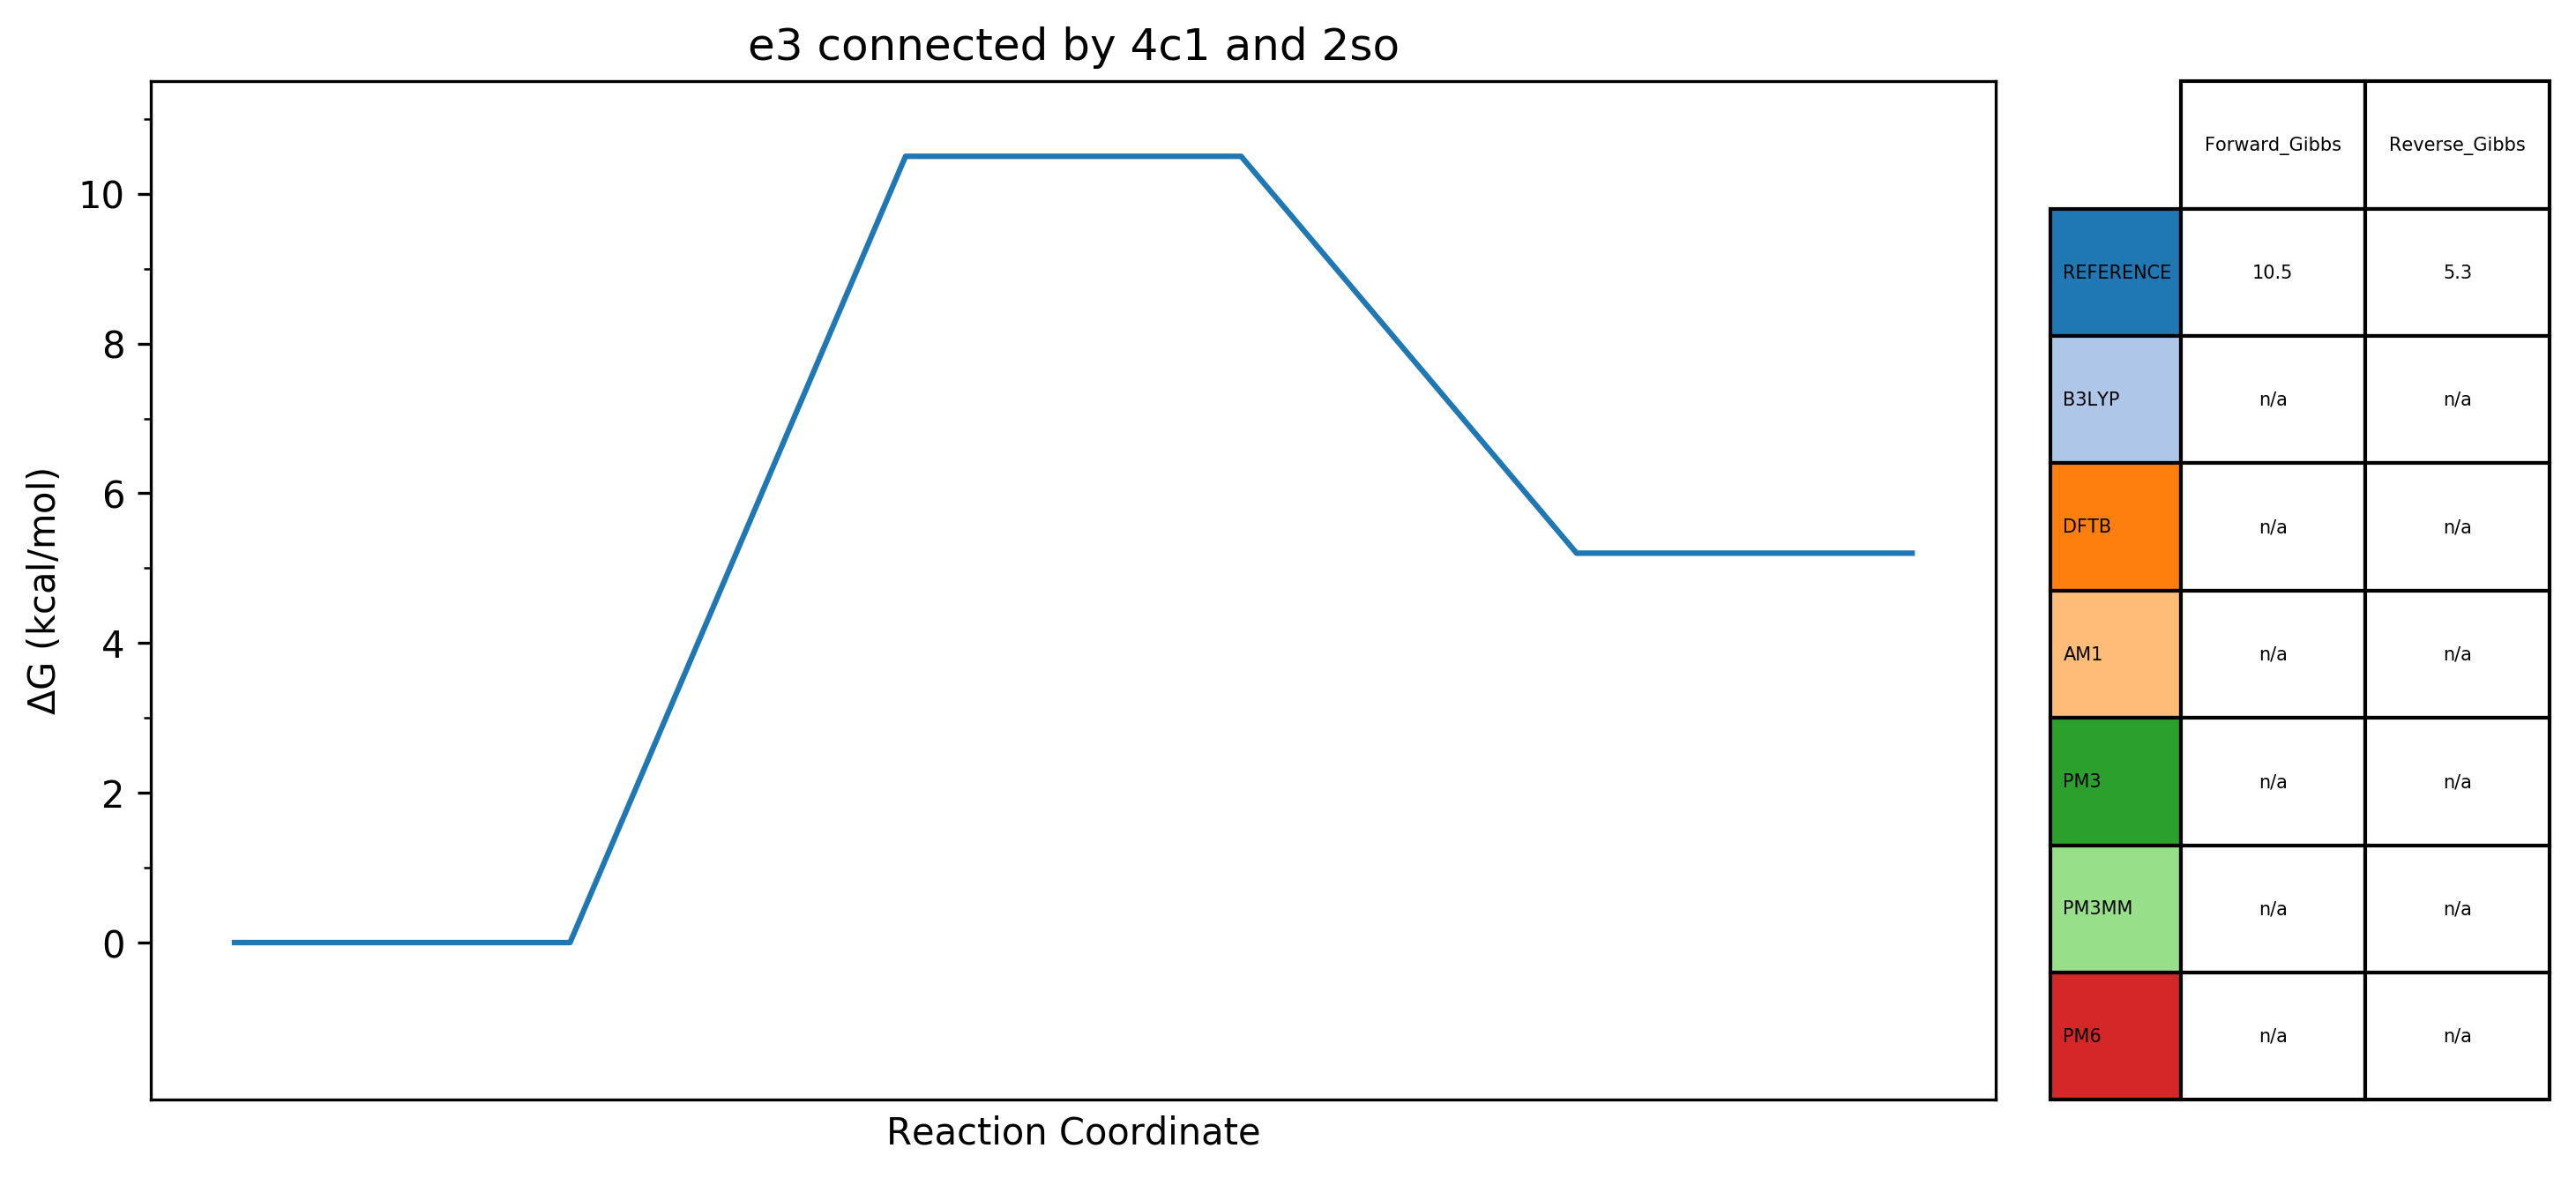 e3 connected by 4c1 and 2so
ΔG (kcal/mol)
10
8
6
4
2
0
Reaction Coordinate
Forward_Gibbs Reverse_Gibbs
REFERENCE 10.5 5.3
B3LYP n/a n/a
DFTB n/a n/a
AM1 n/a n/a
PM3 n/a n/a
PM3MM n/a n/a
PM6 n/a n/a